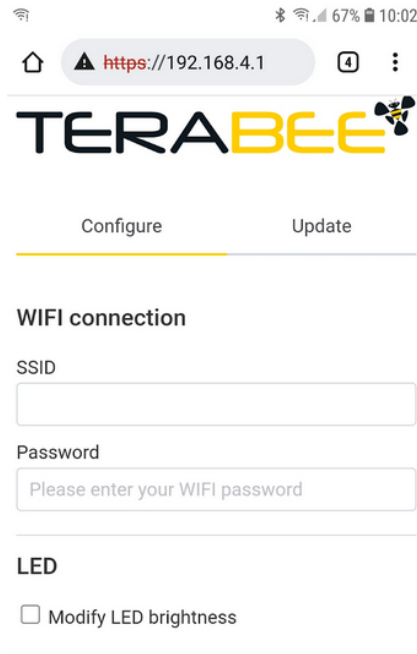 67% 10:02
https://192.168.4.1 4
TERABEE
Configure Update
WIFI connection
SSID
Password
Please enter your WIFI password
LED
Modify LED brightness